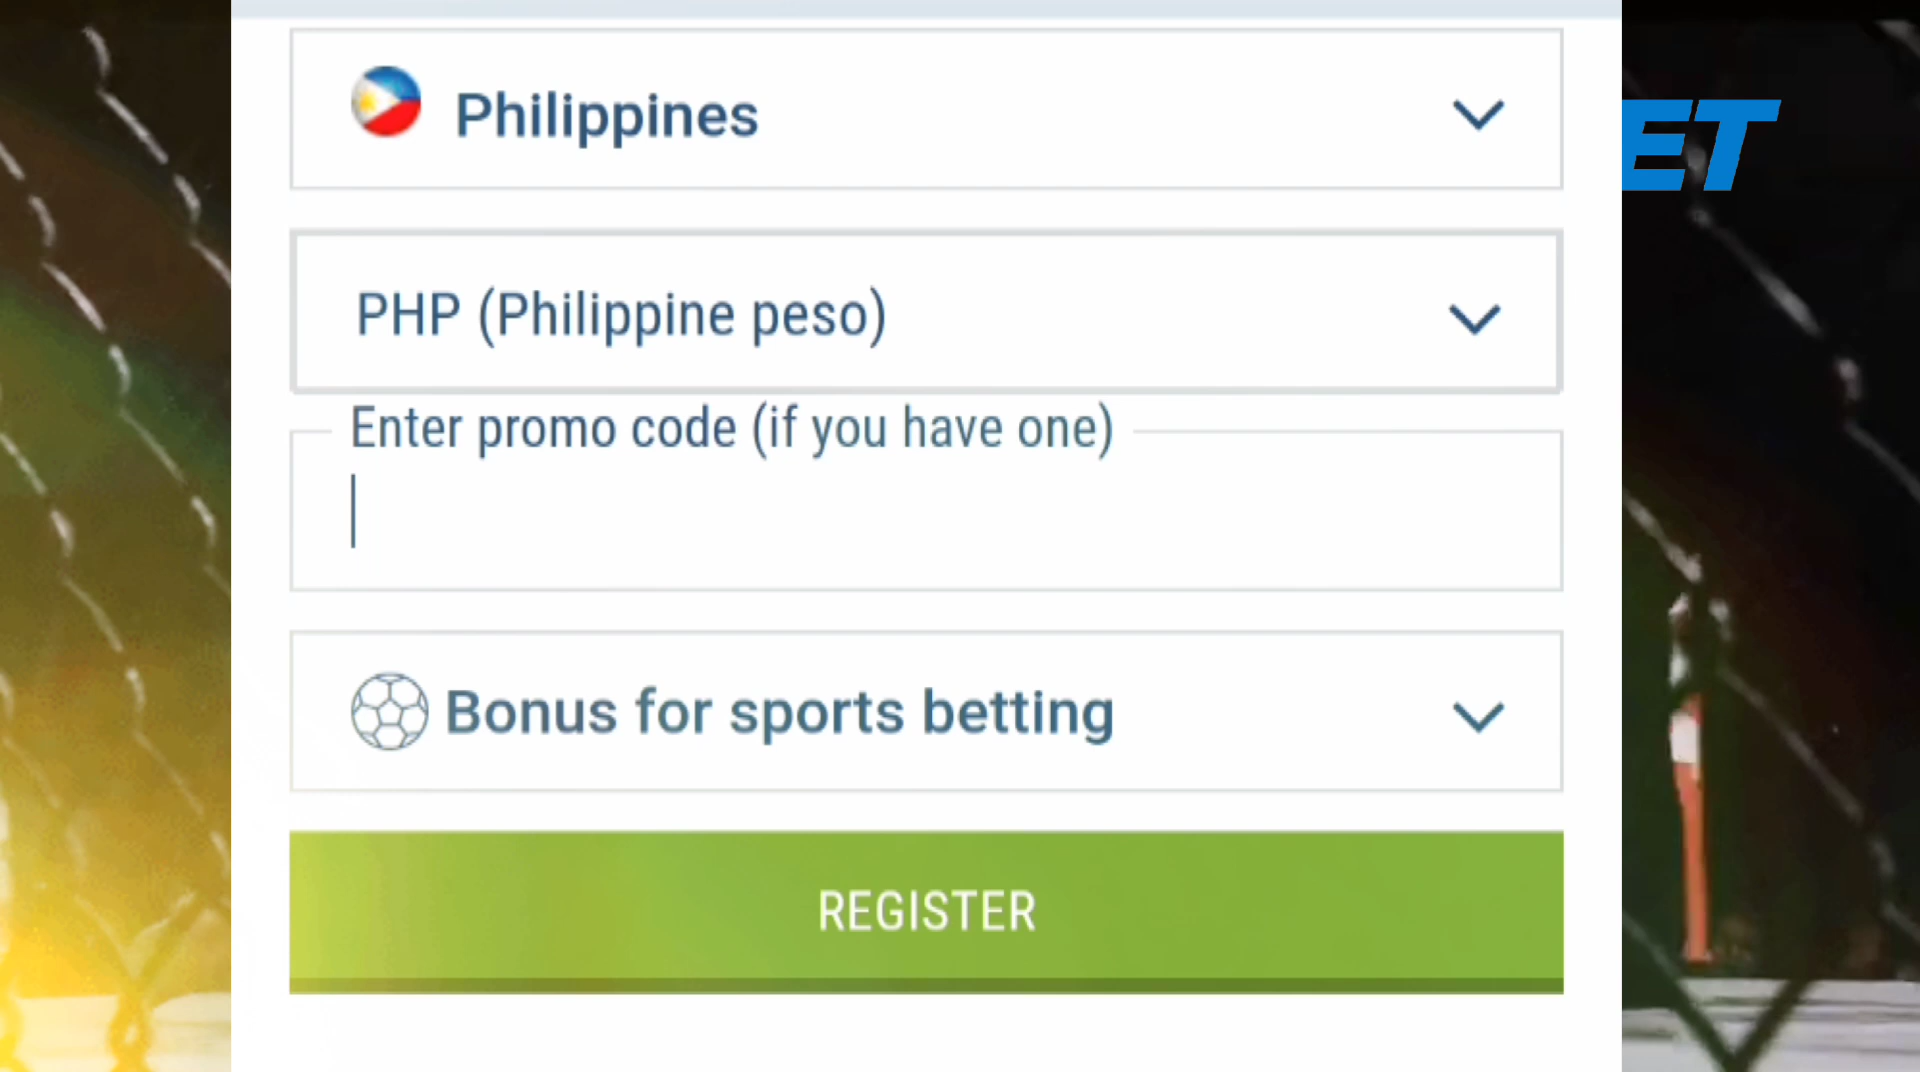 Philippines
ET
PHP (Philippine peso)
Enter promo code (if you have one)
Bonus for sports betting
REGISTER